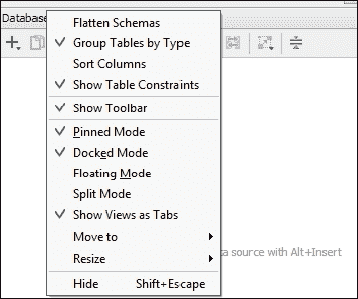 Database
Flatten Schemas
Group Tables by Type
Sort Columns
Show Table Constraints
Show Toolbar
Pinned Mode
Docked Mode
Floating Mode
Split Mode
Show Views as Tabs
Move to
Resize
a source with Alt+Insert
Hide Shift+Escape